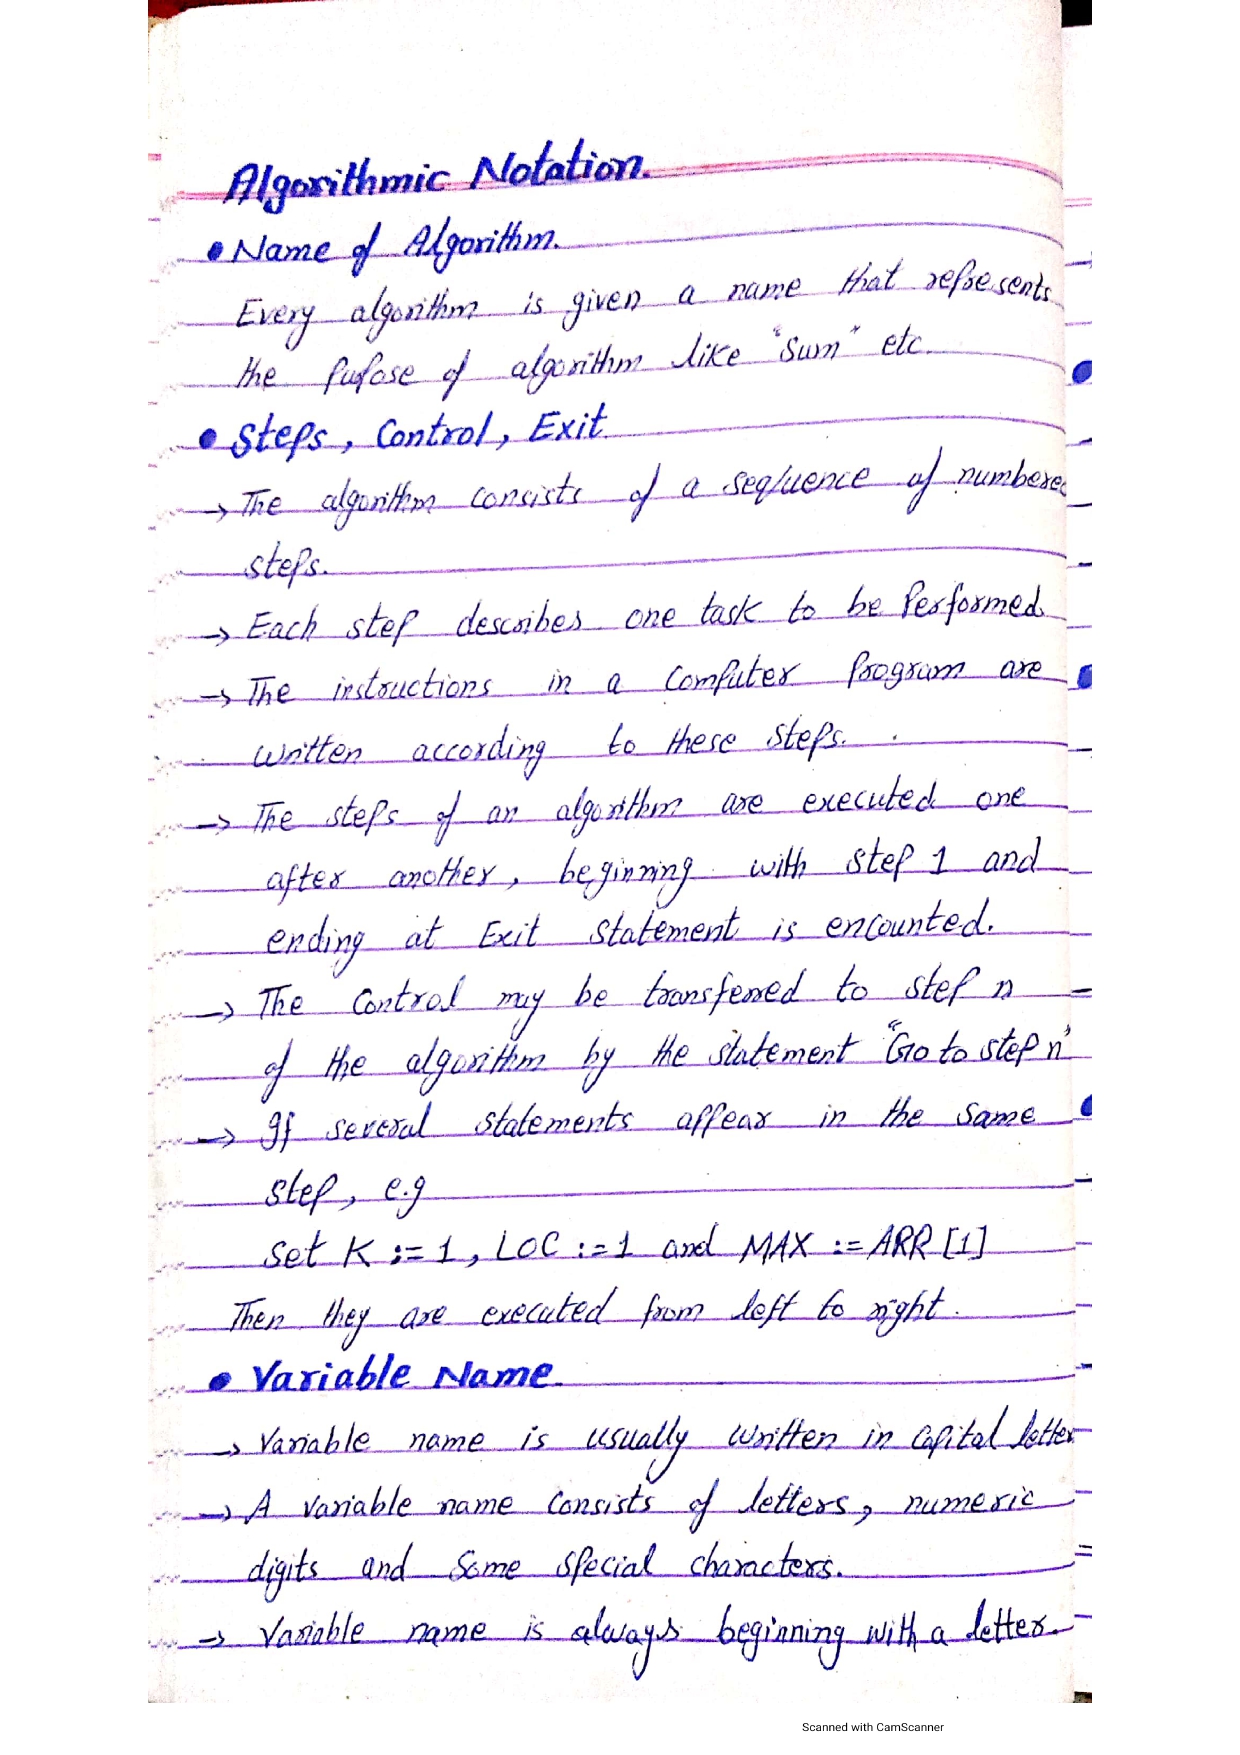 Algorithmic Notation.
• Name of Algorithm.
Every algorithm is given a name that represents
the Pupose of algorithm like "Sum" etc.
• Steps, Control, Exit
→ The algorithm consists of a sequence of numbered
steps.
→ Each step describes one task to be Performed.
→ The instructions in a Computer Program are
written according to these steps.
→ The steps of an algorithm are executed one
after another, beginning with step 1 and
ending at Exit Statement is encounted.
→ The Control may be transferred to step n
of the algorithm by the statement "Go to step n"
→ If several statements appear in the same
step, e.g
Set K := 1, LOC := 1 and MAX := ARR [1]
Then they are executed from left to right.
• Variable Name.
→ Variable name is usually written in Capital letter
→ A variable name consists of letters, numeric
digits and Some Special characters.
→ Variable name is always beginning with a letter.
Scanned with CamScanner